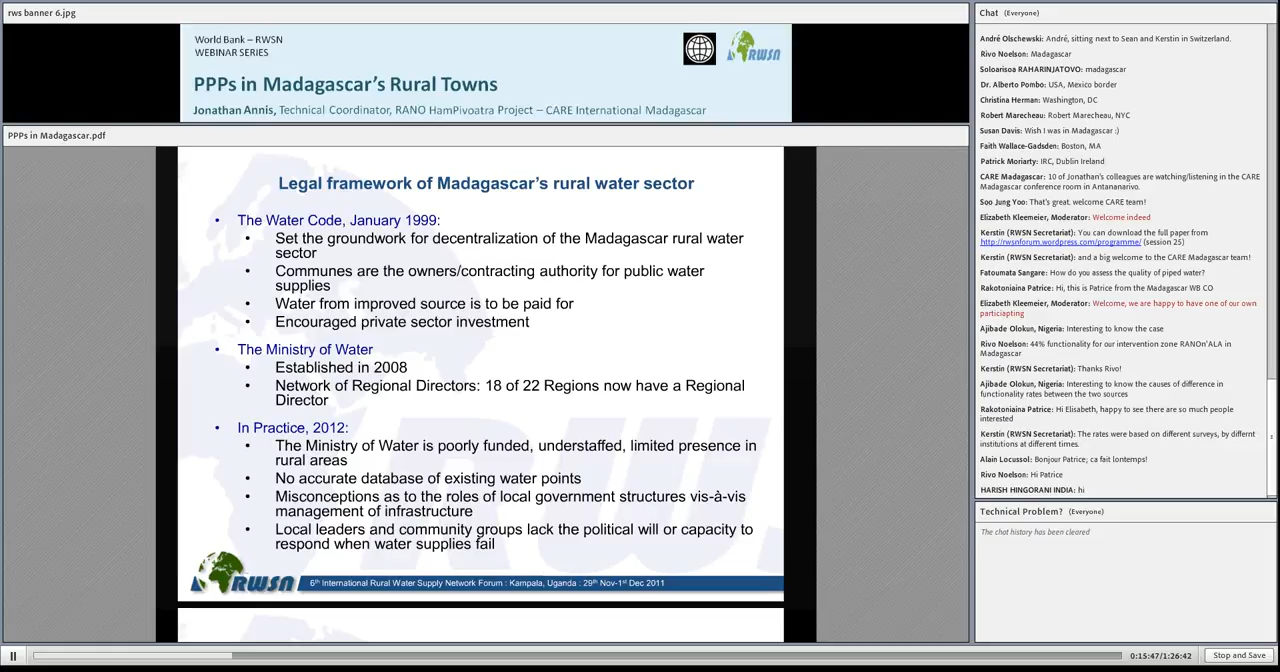 rws banner 6.jpg
World Bank – RWSN
WEBINAR SERIES
RWSN
PPPs in Madagascar's Rural Towns
Jonathan Annis, Technical Coordinator, RANO HamPivoatra Project – CARE International Madagascar
PPPs in Madagascar.pdf
Legal framework of Madagascar's rural water sector
• The Water Code, January 1999:
• Set the groundwork for decentralization of the Madagascar rural water
sector
• Communes are the owners/contracting authority for public water
supplies
• Water from improved source is to be paid for
• Encouraged private sector investment
• The Ministry of Water
• Established in 2008
• Network of Regional Directors: 18 of 22 Regions now have a Regional
Director
• In Practice, 2012:
• The Ministry of Water is poorly funded, understaffed, limited presence in
rural areas
• No accurate database of existing water points
• Misconceptions as to the roles of local government structures vis-à-vis
management of infrastructure
• Local leaders and community groups lack the political will or capacity to
respond when water supplies fail
RWSN
6th International Rural Water Supply Network Forum : Kampala, Uganda : 29th Nov-1st Dec 2011
Chat (Everyone)
André Olschewski: André, sitting next to Sean and Kerstin in Switzerland.
Rivo Noelson: Madagascar
Soloarisoa RAHARINJATOVO: madagascar
Dr. Alberto Pombo: USA, Mexico border
Christina Herman: Washington, DC
Robert Marecheau: Robert Marecheau, NYC
Susan Davis: Wish I was in Madagascar :)
Faith Wallace-Gadsden: Boston, MA
Patrick Moriarty: IRC, Dublin Ireland
CARE Madagascar: 10 of Jonathan's colleagues are watching/listening in the CARE
Madagascar conference room in Antananarivo.
Soo Jung Yoo: That's great. welcome CARE team!
Elizabeth Kleemeier, Moderator: Welcome indeed
Kerstin (RWSN Secretariat): You can download the full paper from
http://rwsnforum.wordpress.com/programme/ (session 25)
Kerstin (RWSN Secretariat): and a big welcome to the CARE Madagascar team!
Fatoumata Sangare: How do you assess the quality of piped water?
Rakotoniaina Patrice: Hi, this is Patrice from the Madagascar WB CO
Elizabeth Kleemeier, Moderator: Welcome, we are happy to have one of our own
particiapting
Ajibade Olokun, Nigeria: Interesting to know the case
Rivo Noelson: 44% functionality for our intervention zone RANOn'ALA in
Madagascar
Kerstin (RWSN Secretariat): Thanks Rivo!
Ajibade Olokun, Nigeria: Interesting to know the causes of difference in
functionality rates between the two sources
Rakotoniaina Patrice: Hi Elisabeth, happy to see there are so much people
interested
Kerstin (RWSN Secretariat): The rates were based on different surveys, by differnt
institutions at different times.
Alain Locussol: Bonjour Patrice; ca fait lontemps!
Rivo Noelson: Hi Patrice
HARISH HINGORANI INDIA: hi
Technical Problem? (Everyone)
The chat history has been cleared
0:15:47/1:26:42
Stop and Save